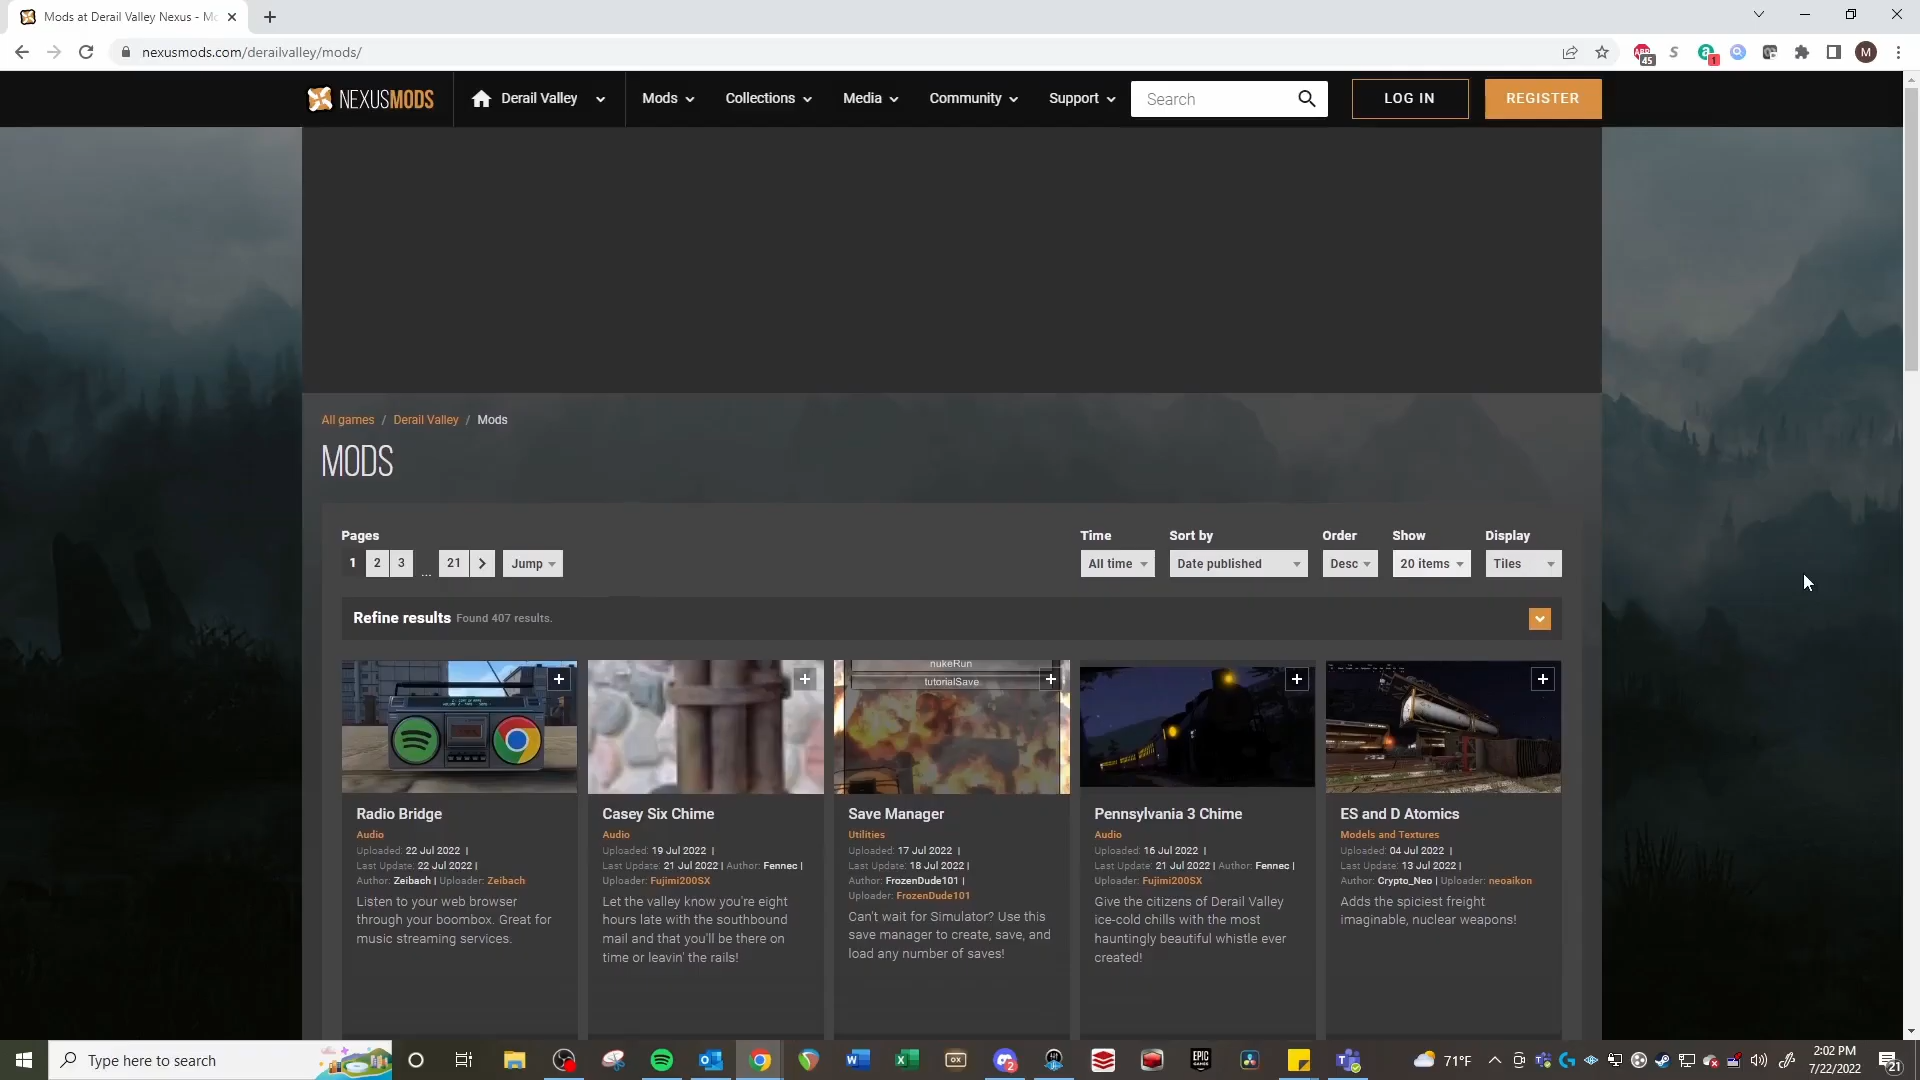 Mods at Derail Valley Nexus - Mo
nexusmods.com/derailvalley/mods/
ABP
45
1
M
NEXUSMODS
Derail Valley
Mods
Collections
Media
Community
Support
Search
LOG IN
REGISTER
All games / Derail Valley / Mods
MODS
Pages
Time
Sort by
Order
Show
Display
1 2 3 ... 21 > Jump
All time
Date published
Desc
20 items
Tiles
Refine results Found 407 results.
nukeRun
tutorialSave
Radio Bridge
Audio
Uploaded: 22 Jul 2022 |
Last Update: 22 Jul 2022 |
Author: Zeibach | Uploader: Zeibach
Listen to your web browser
through your boombox. Great for
music streaming services.
Casey Six Chime
Audio
Uploaded: 19 Jul 2022 |
Last Update: 21 Jul 2022 | Author: Fennec |
Uploader: Fujimi200SX
Let the valley know you're eight
hours late with the southbound
mail and that you'll be there on
time or leavin' the rails!
Save Manager
Utilities
Uploaded: 17 Jul 2022 |
Last Update: 18 Jul 2022 |
Author: FrozenDude101 |
Uploader: FrozenDude101
Can't wait for Simulator? Use this
save manager to create, save, and
load any number of saves!
Pennsylvania 3 Chime
Audio
Uploaded: 16 Jul 2022 |
Last Update: 21 Jul 2022 | Author: Fennec |
Uploader: Fujimi200SX
Give the citizens of Derail Valley
ice-cold chills with the most
hauntingly beautiful whistle ever
created!
ES and D Atomics
Models and Textures
Uploaded: 04 Jul 2022 |
Last Update: 13 Jul 2022 |
Author: Crypto_Neo | Uploader: neoaikon
Adds the spiciest freight
imaginable, nuclear weapons!
Type here to search
EPIC
GAMES
2
71°F
2:02 PM
7/22/2022
21